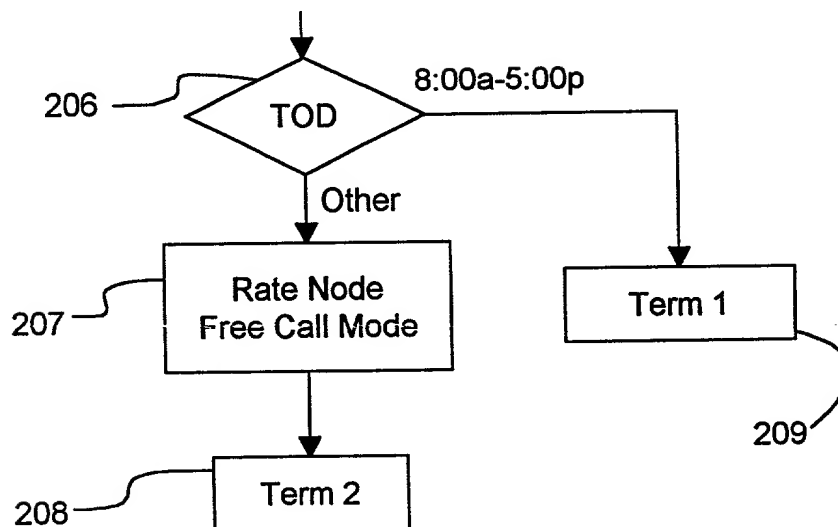 206
TOD
8:00a-5:00p
Other
207
Rate Node
Free Call Mode
Term 1
209
208
Term 2